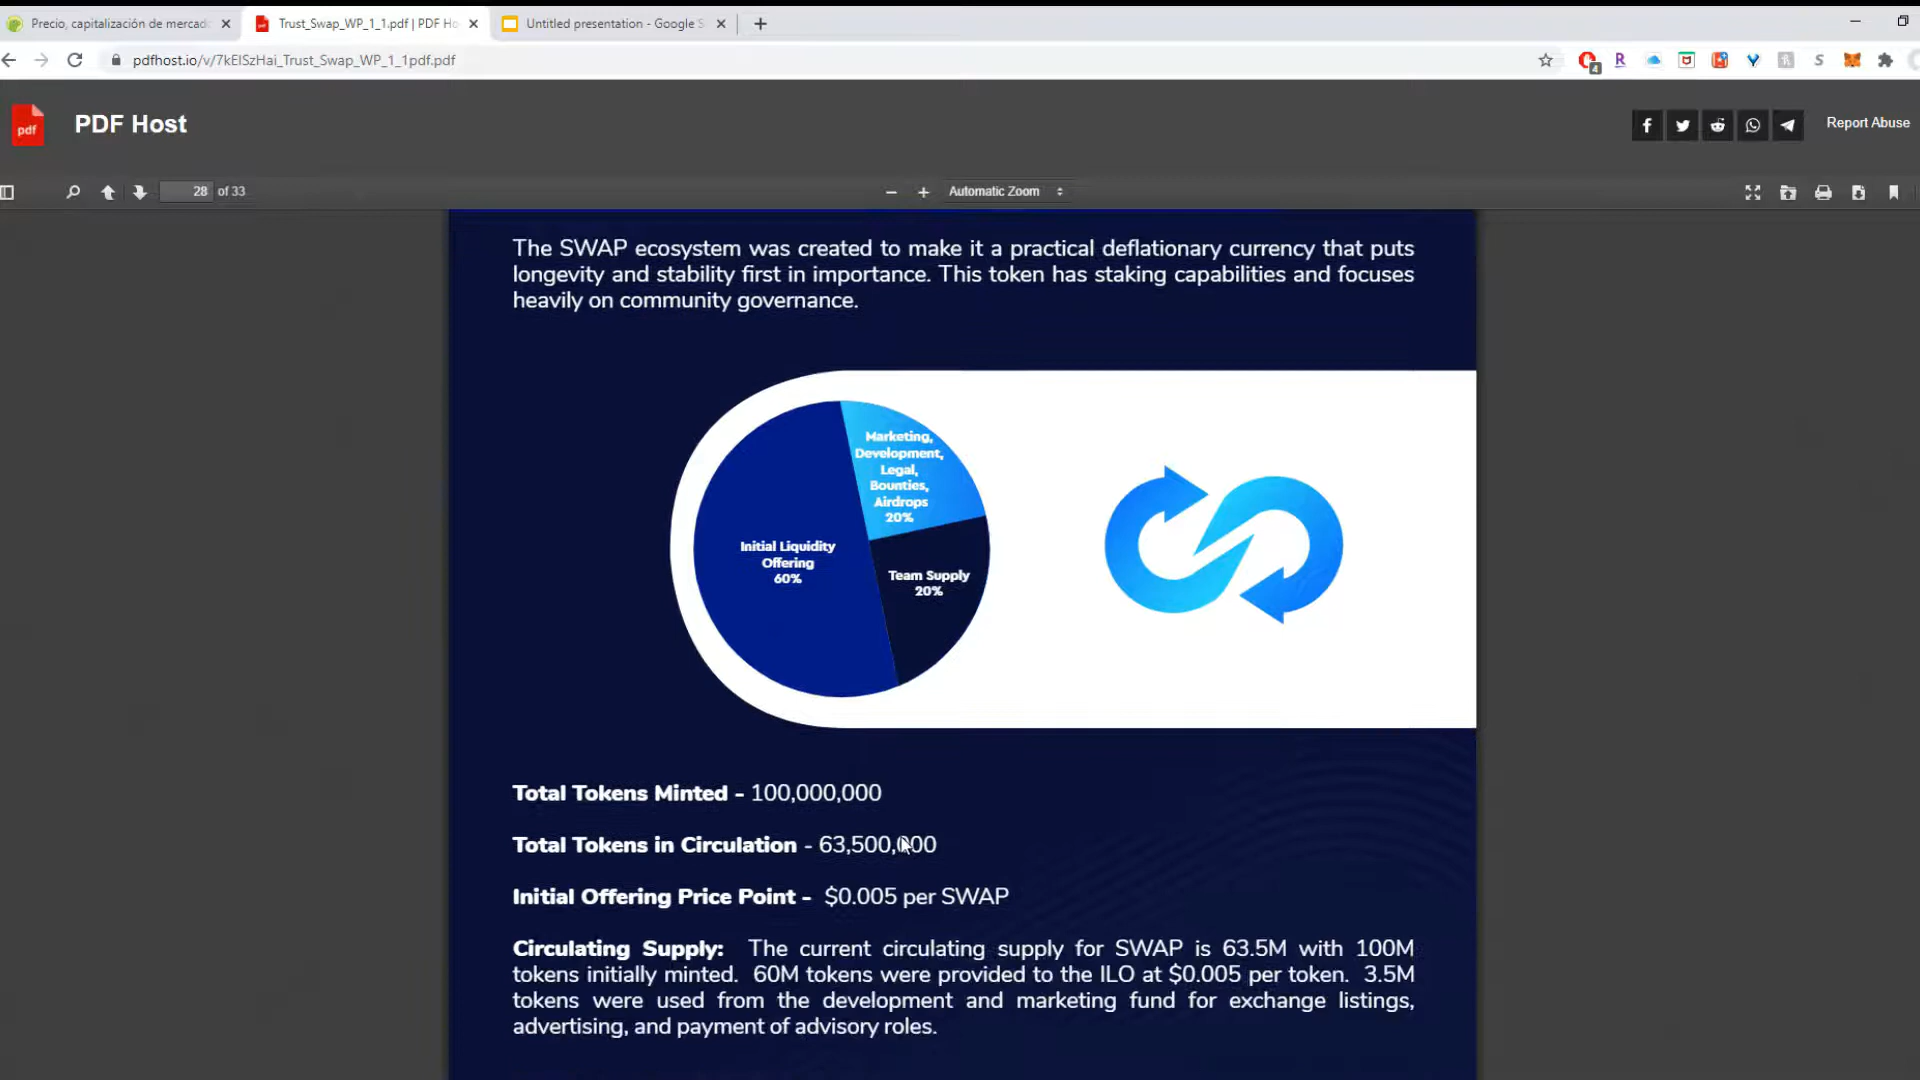 Precio, capitalización de mercado
Trust_Swap_WP_1_1.pdf | PDF Ho
Untitled presentation - Google S
pdfhost.io/v/7kEISzHai_Trust_Swap_WP_1_1pdf.pdf
4
pdf
PDF Host
Report Abuse
28 of 33
Automatic Zoom
The SWAP ecosystem was created to make it a practical deflationary currency that puts
longevity and stability first in importance. This token has staking capabilities and focuses
heavily on community governance.
Marketing,
Development,
Legal,
Bounties,
Airdrops
20%
Initial Liquidity
Offering
60%
Team Supply
20%
Total Tokens Minted - 100,000,000
Total Tokens in Circulation - 63,500,000
Initial Offering Price Point - $0.005 per SWAP
Circulating Supply: The current circulating supply for SWAP is 63.5M with 100M
tokens initially minted. 60M tokens were provided to the ILO at $0.005 per token. 3.5M
tokens were used from the development and marketing fund for exchange listings,
advertising, and payment of advisory roles.